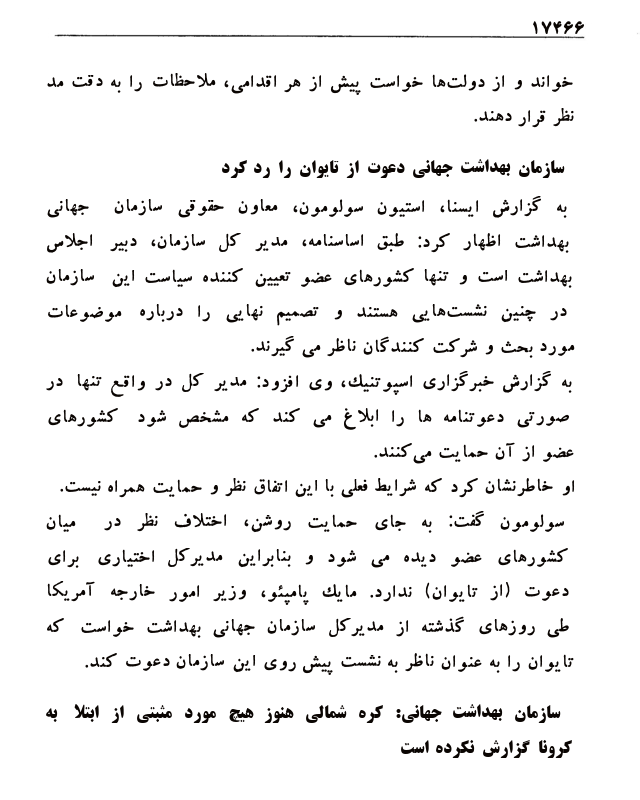 ۱۷۴۶۶
خواند و از دولت‌ها خواست پیش از هر اقدامی، ملاحظات را به دقت مد
نظر قرار دهند.
سازمان بهداشت جهانی دعوت از تایوان را رد کرد
به گزارش ایسنا، استیون سولومون، معاون حقوقی سازمان جهانی
بهداشت اظهار کرد: طبق اساسنامه، مدیر کل سازمان، دبیر اجلاس
بهداشت است و تنها کشورهای عضو تعیین کننده سیاست این سازمان
در چنین نشست‌هایی هستند و تصمیم نهایی را درباره موضوعات
مورد بحث و شرکت کنندگان ناظر می گیرند.
به گزارش خبرگزاری اسپوتنیك، وی افزود: مدیر کل در واقع تنها در
صورتی دعوتنامه ها را ابلاغ می کند که مشخص شود کشورهای
عضو از آن حمایت می‌کنند.
او خاطرنشان کرد که شرایط فعلی با این اتفاق نظر و حمایت همراه نیست.
سولومون گفت: به جای حمایت روشن، اختلاف نظر در میان
کشورهای عضو دیده می شود و بنابراین مدیرکل اختیاری برای
دعوت (از تایوان) ندارد. مایك پامپئو، وزیر امور خارجه آمریکا
طی روزهای گذشته از مدیرکل سازمان جهانی بهداشت خواست که
تایوان را به عنوان ناظر به نشست پیش روی این سازمان دعوت کند.
سازمان بهداشت جهانی: کره شمالی هنوز هیچ مورد مثبتی از ابتلا به
کرونا گزارش نکرده است